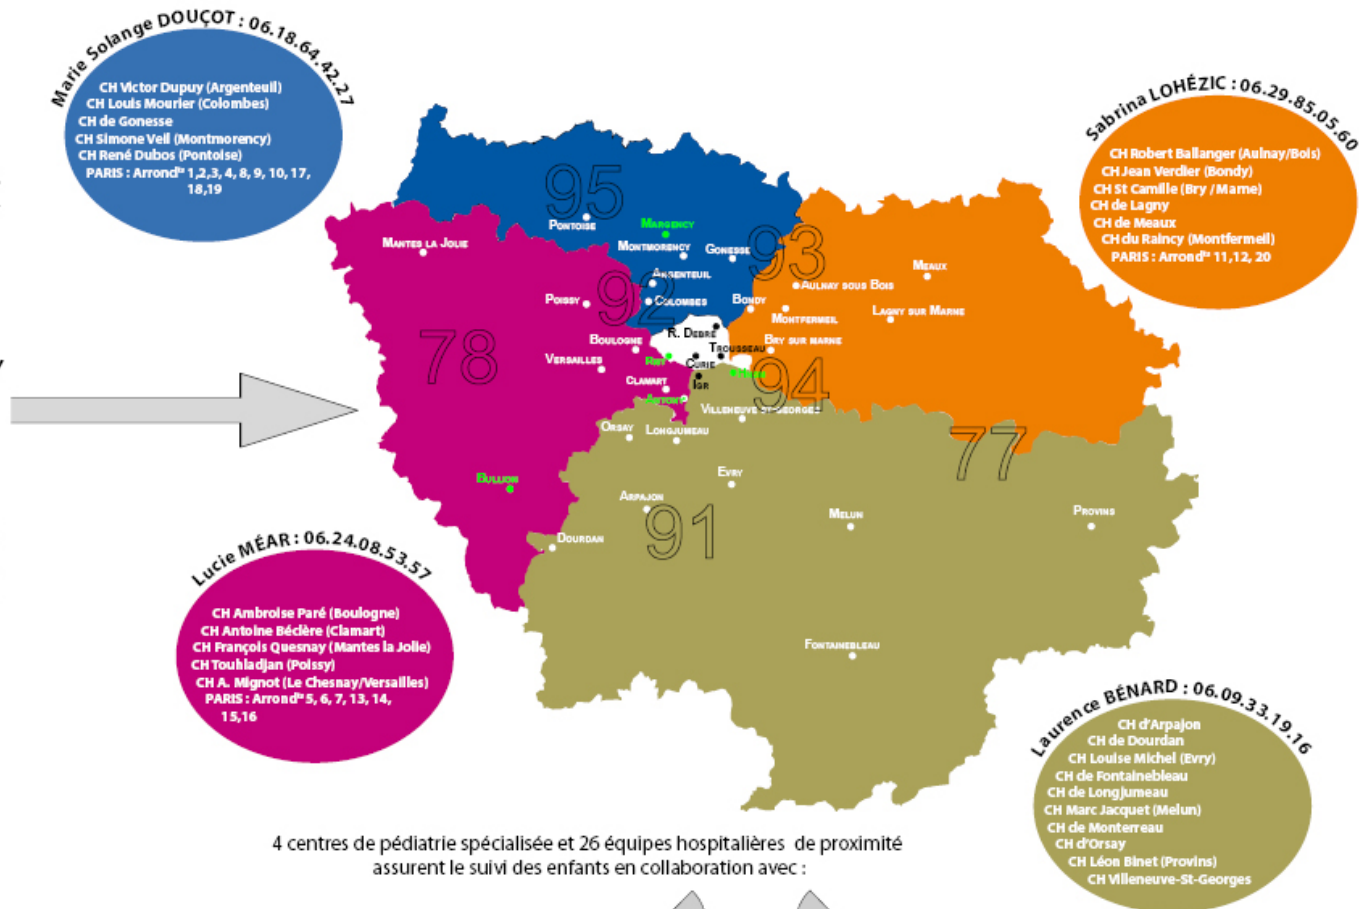 Marie Solange DOUÇOT : 06.18.64.42.27
CH Victor Dupuy (Argenteuil)
CH Louis Mourier (Colombes)
CH de Gonesse
CH Simone Veil (Montmorency)
CH René Dubos (Pontoise)
PARIS : Arrondts 1,2,3, 4, 8, 9, 10, 17,
18,19
Sabrina LOHÉZIC : 06.29.85.05.60
CH Robert Ballanger (Aulnay/Bois)
CH Jean Verdier (Bondy)
CH St Camille (Bry /Marne)
CH de Lagny
CH de Meaux
CH du Raincy (Montfermeil)
PARIS : Arrondts 11,12, 20
95
PONTOISE
MARGENCY
MONTMORENCY
GONESSE
93
MANTES LA JOLIE
ARGENTEUIL
MEAUX
AULNAY SOUS BOIS
92
POISSY
COLOMBES
BONDY
MONTFERMEIL
LAGNY SUR MARNE
78
R. DEBRÉ
BOULOGNE
TROUSSEAU
BRY SUR MARNE
VERSAILLES
CURIE
IGR
94
CLAMART
ANTONY
VILLENEUVE ST-GEORGES
ORSAY
LONGJUMEAU
77
BULLION
EVRY
ARPAJON
91
MELUN
PROVINS
DOURDAN
FONTAINEBLEAU
Lucie MÉAR : 06.24.08.53.57
CH Ambroise Paré (Boulogne)
CH Antoine Béclère (Clamart)
CH François Quesnay (Mantes la Jolie)
CH Touhladjan (Poissy)
CH A. Mignot (Le Chesnay/Versailles)
PARIS : Arrondts 5, 6, 7, 13, 14,
15,16
Laurence BÉNARD : 06.09.33.19.16
CH d'Arpajon
CH de Dourdan
CH Louise Michel (Evry)
CH de Fontainebleau
CH de Longjumeau
CH Marc Jacquet (Melun)
CH de Monterreau
CH d'Orsay
CH Léon Binet (Provins)
CH Villeneuve-St-Georges
4 centres de pédiatrie spécialisée et 26 équipes hospitalières de proximité
assurent le suivi des enfants en collaboration avec :